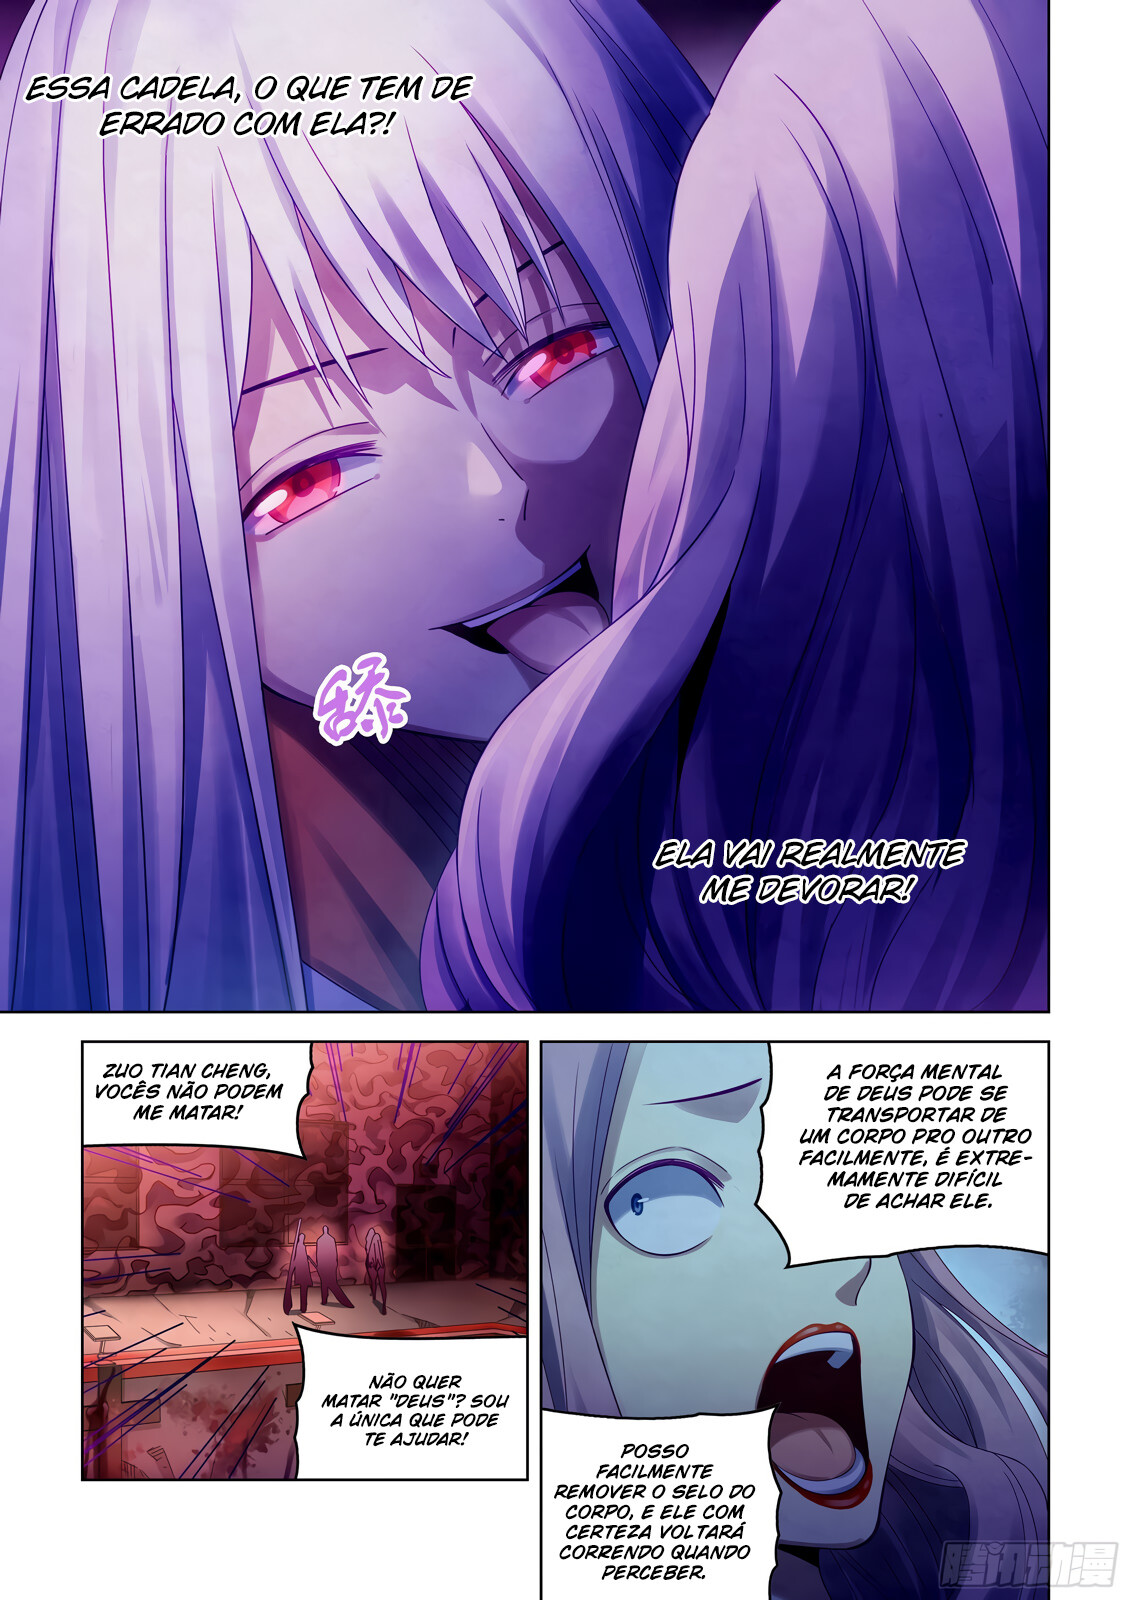 ESSA CADELA, O QUE TEM DE
ERRADO COM ELA?!
舔
ELA VAI REALMENTE
ME DEVORAR!
ZUO TIAN CHENG,
VOCÊS NÃO PODEM
ME MATAR!
NÃO QUER
MATAR "DEUS"? SOU
A ÚNICA QUE PODE
TE AJUDAR!
A FORÇA MENTAL
DE DEUS PODE SE
TRANSPORTAR DE
UM CORPO PRO OUTRO
FACILMENTE, É EXTRE-
MAMENTE DIFÍCIL
DE ACHAR ELE.
POSSO
FACILMENTE
REMOVER O SELO DO
CORPO, E ELE COM
CERTEZA VOLTARÁ
CORRENDO QUANDO
PERCEBER.
腾讯动漫